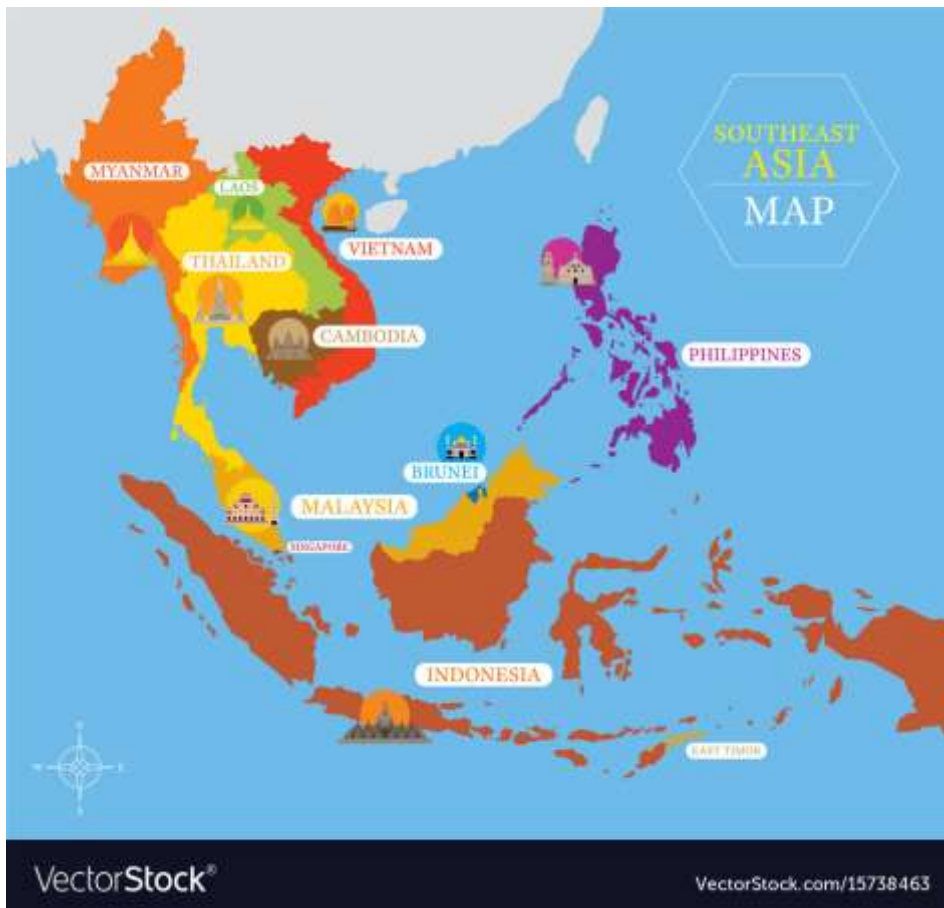 SOUTHEAST
ASIA
MAP
MYANMAR
LAOS
VIETNAM
THAILAND
CAMBODIA
PHILIPPINES
BRUNEI
MALAYSIA
SINGAPORE
INDONESIA
EAST TIMOR
N
W E
S
VectorStock®
VectorStock.com/15738463